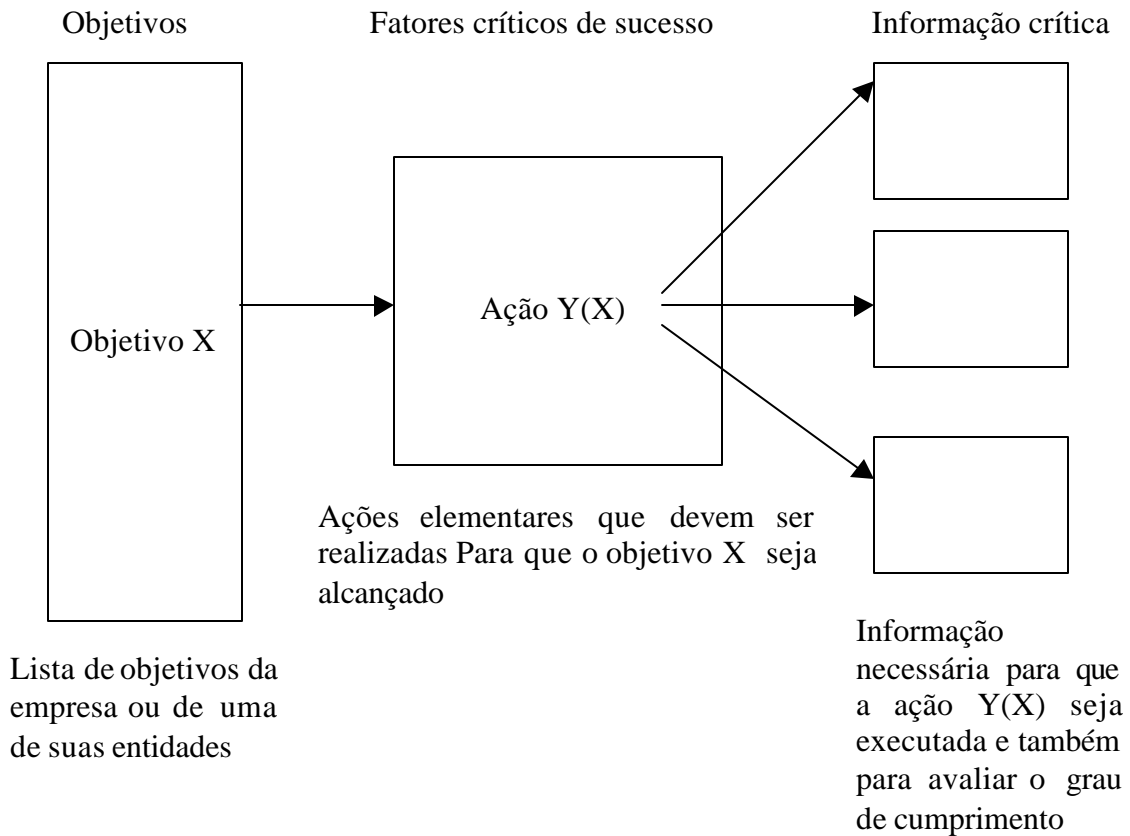 Objetivos
Fatores críticos de sucesso
Informação crítica
Objetivo X
Ação Y(X)
Ações elementares que devem ser
realizadas Para que o objetivo X seja
alcançado
Lista de objetivos da
empresa ou de uma
de suas entidades
Informação
necessária para que
a ação Y(X) seja
executada e também
para avaliar o grau
de cumprimento